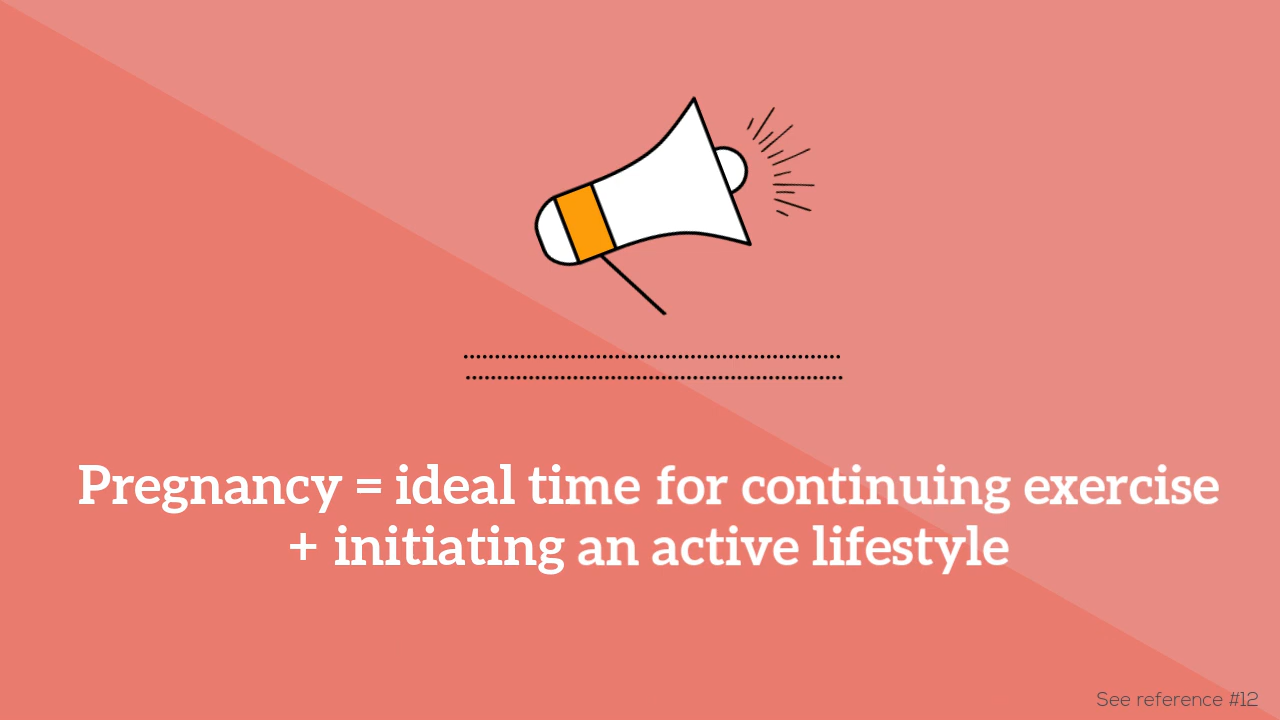 Pregnancy = ideal time for continuing exercise
+ initiating an active lifestyle
See reference #12